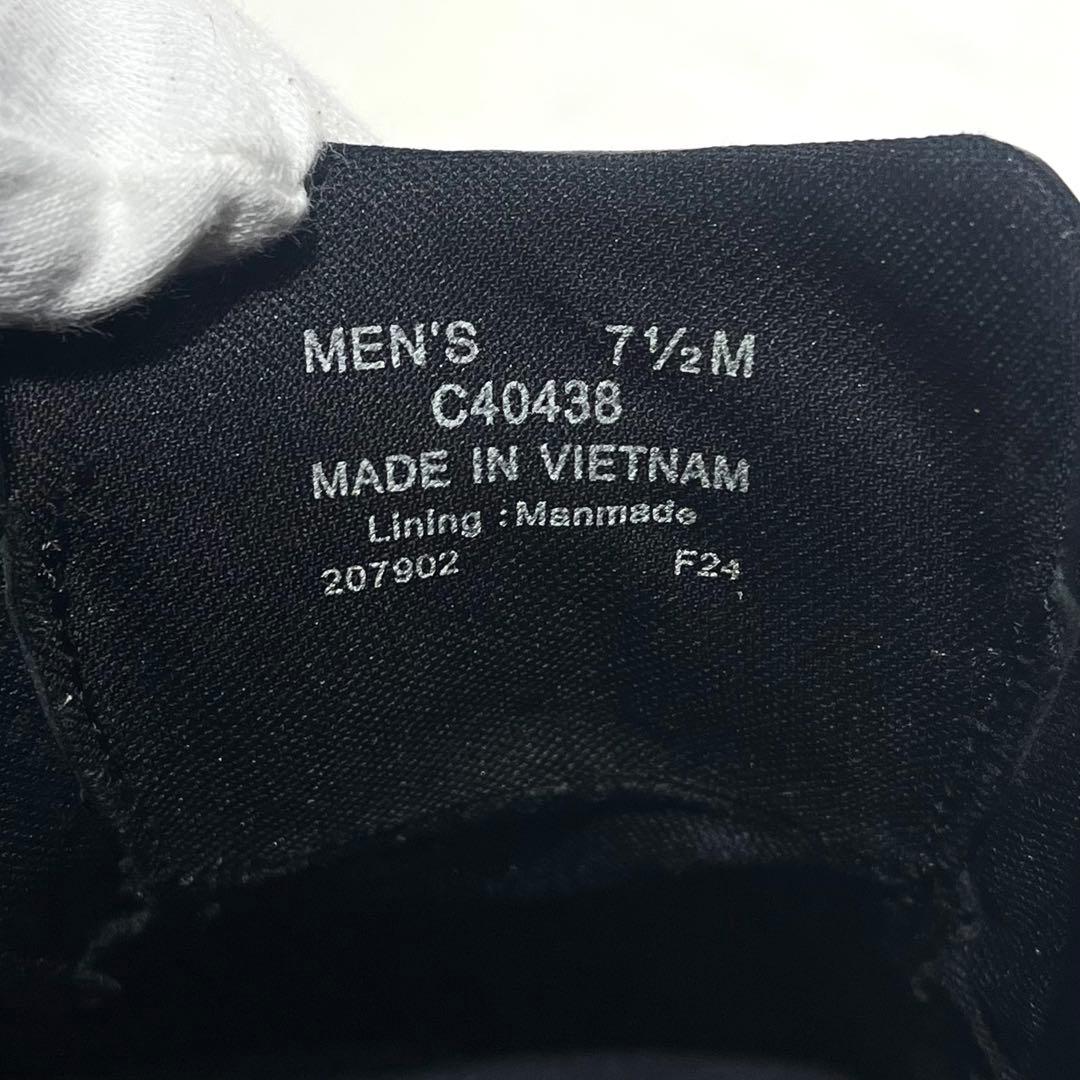 MEN'S 7½M
C40438
MADE IN VIETNAM
Lining :Manmade
207902 F24